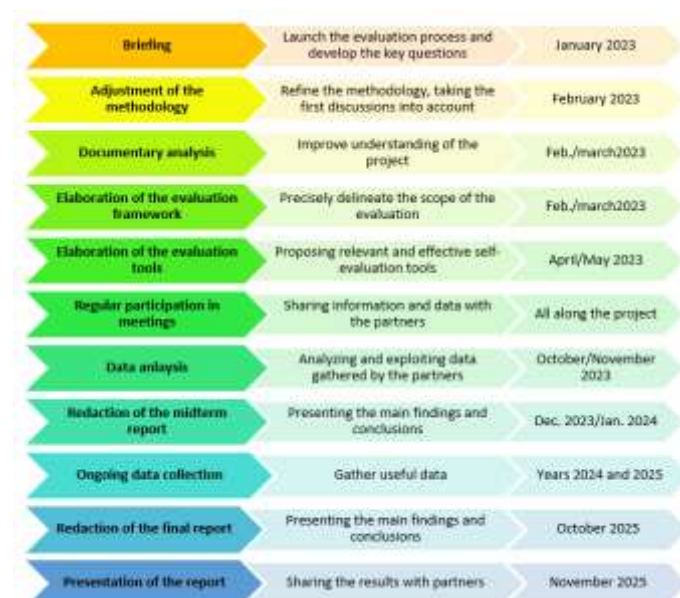 Briefing
Launch the evaluation process and
develop the key questions
January 2023
Adjustment of the
methodology
Refine the methodology, taking the
first discussions into account
February 2023
Documentary analysis
Improve understanding of the
project
Feb./march2023
Elaboration of the evaluation
framework
Precisely delineate the scope of the
evaluation
Feb./march2023
Elaboration of the evaluation
tools
Proposing relevant and effective self-
evaluation tools
April/May 2023
Regular participation in
meetings
Sharing information and data with
the partners
All along the project
Data anlaysis
Analyzing and exploiting data
gathered by the partners
October/November
2023
Redaction of the midterm
report
Presenting the main findings and
conclusions
Dec. 2023/Jan. 2024
Ongoing data collection
Gather useful data
Years 2024 and 2025
Redaction of the final report
Presenting the main findings and
conclusions
October 2025
Presentation of the report
Sharing the results with partners
November 2025